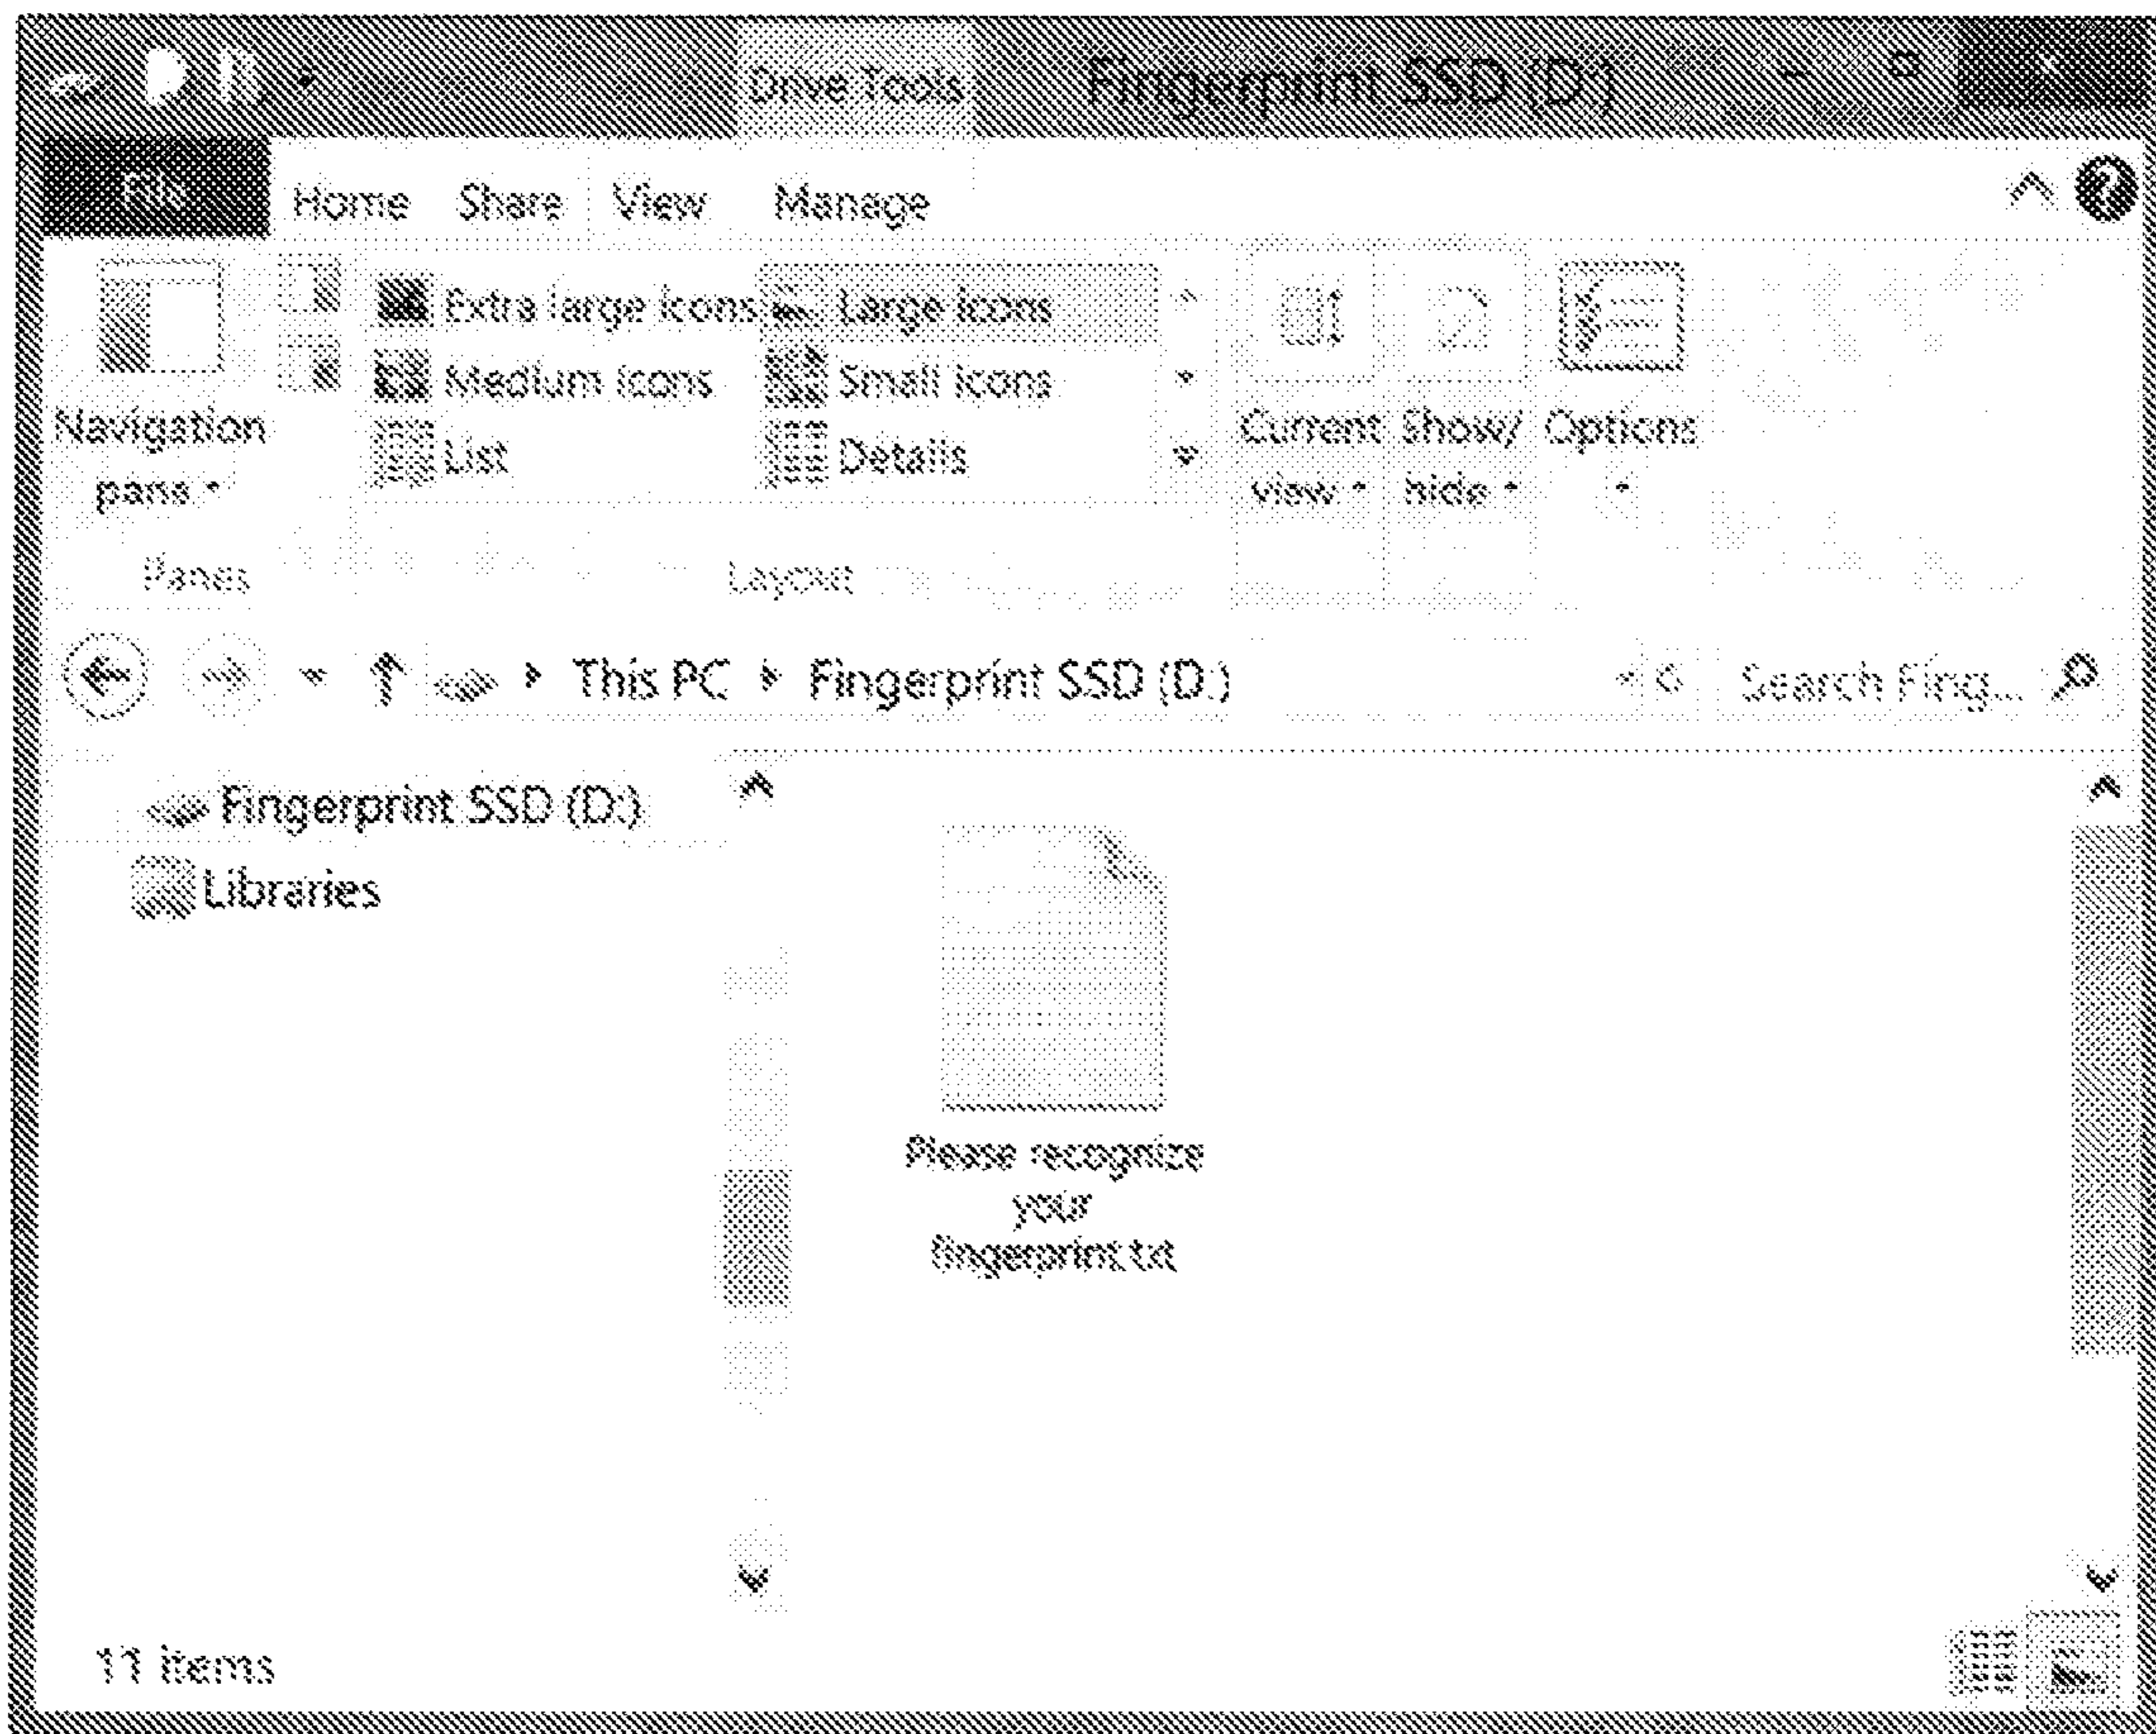 Drive Tools Fingerprint SSD (D:)
File Home Share View Manage
Extra large icons Large icons
Medium icons Small icons
List Details
Navigation
pane
Current
view
Show/
hide
Options
Panes Layout
This PC Fingerprint SSD (D:) Search Fing...
Fingerprint SSD (D:)
Libraries
Please recognize
your
fingerprint.txt
11 items